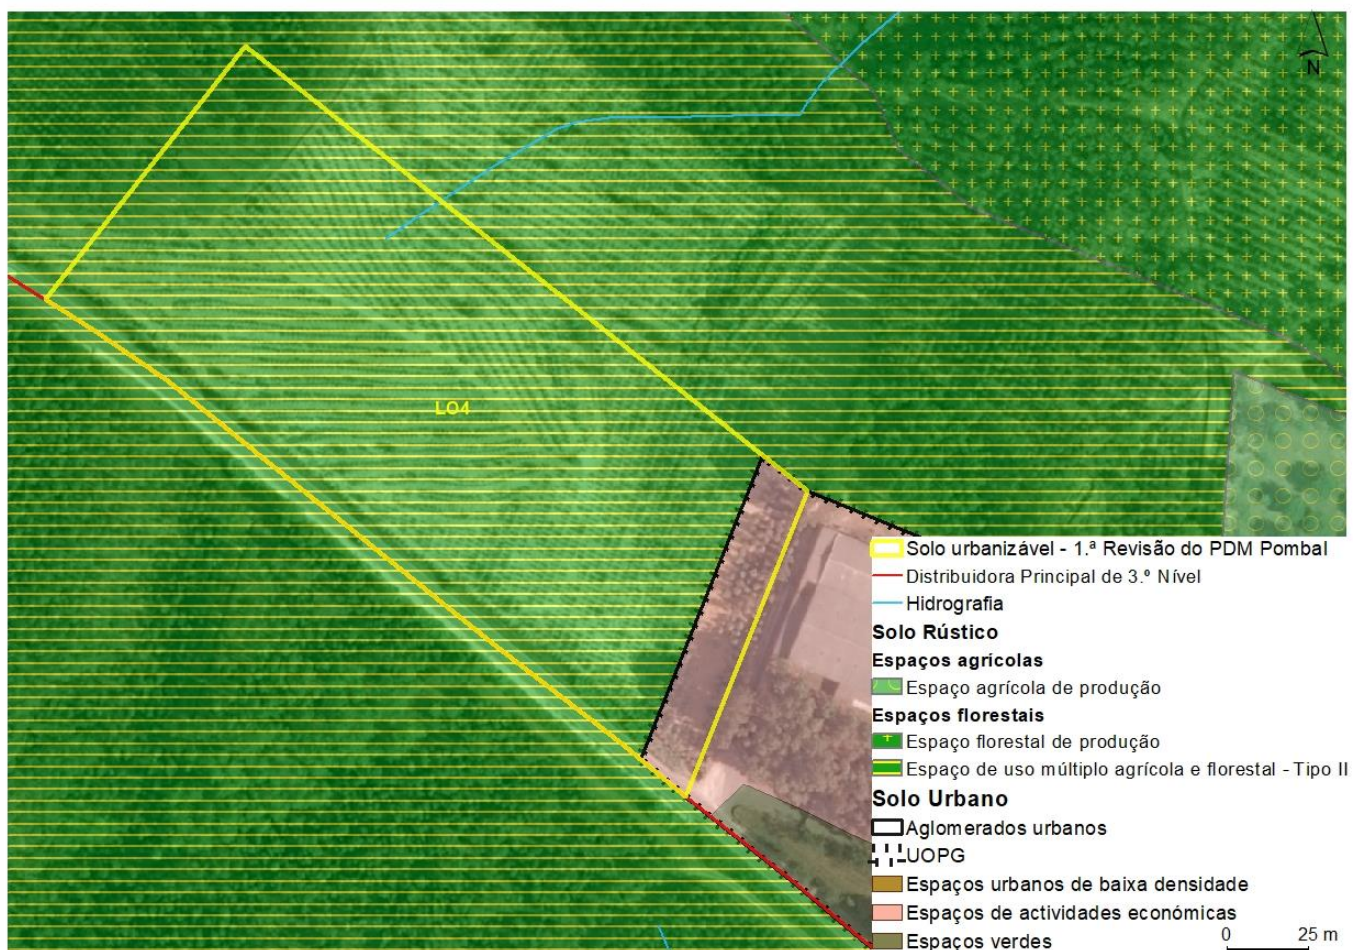 N
LO4
Solo urbanizável - 1.ª Revisão do PDM Pombal
Distribuidora Principal de 3.º Nível
Hidrografia
Solo Rústico
Espaços agrícolas
Espaço agrícola de produção
Espaços florestais
Espaço florestal de produção
Espaço de uso múltiplo agrícola e florestal - Tipo II
Solo Urbano
Aglomerados urbanos
UOPG
Espaços urbanos de baixa densidade
Espaços de actividades económicas
Espaços verdes
0 25 m